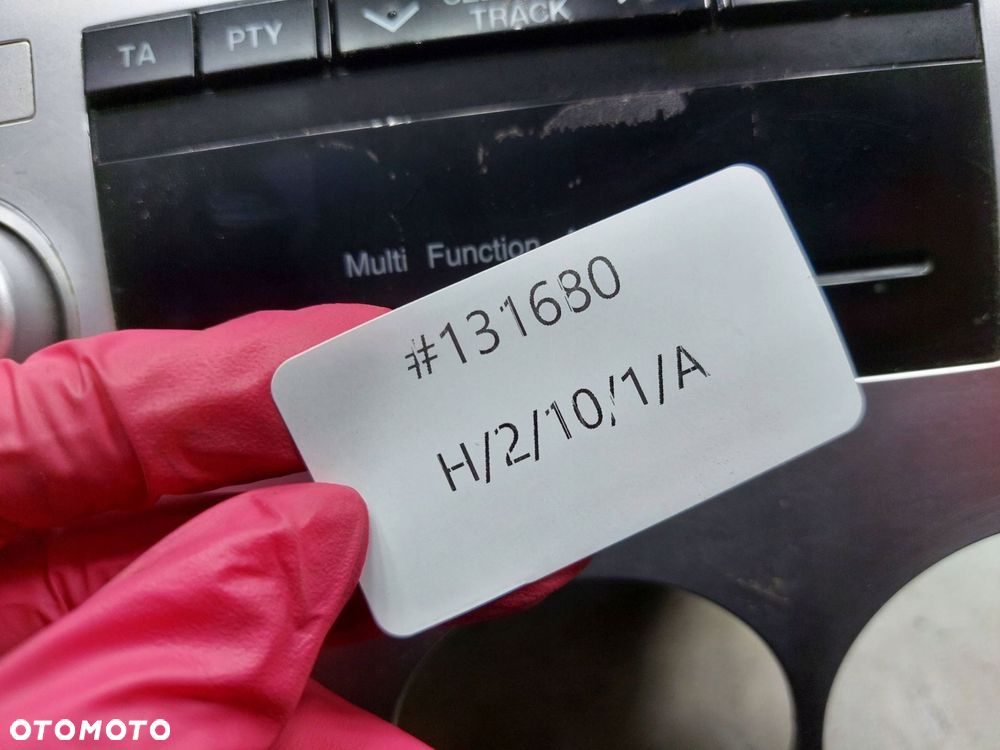 TA PTY TRACK
Multi Function
#131680
H/2/10/1/A
OTOMOTO